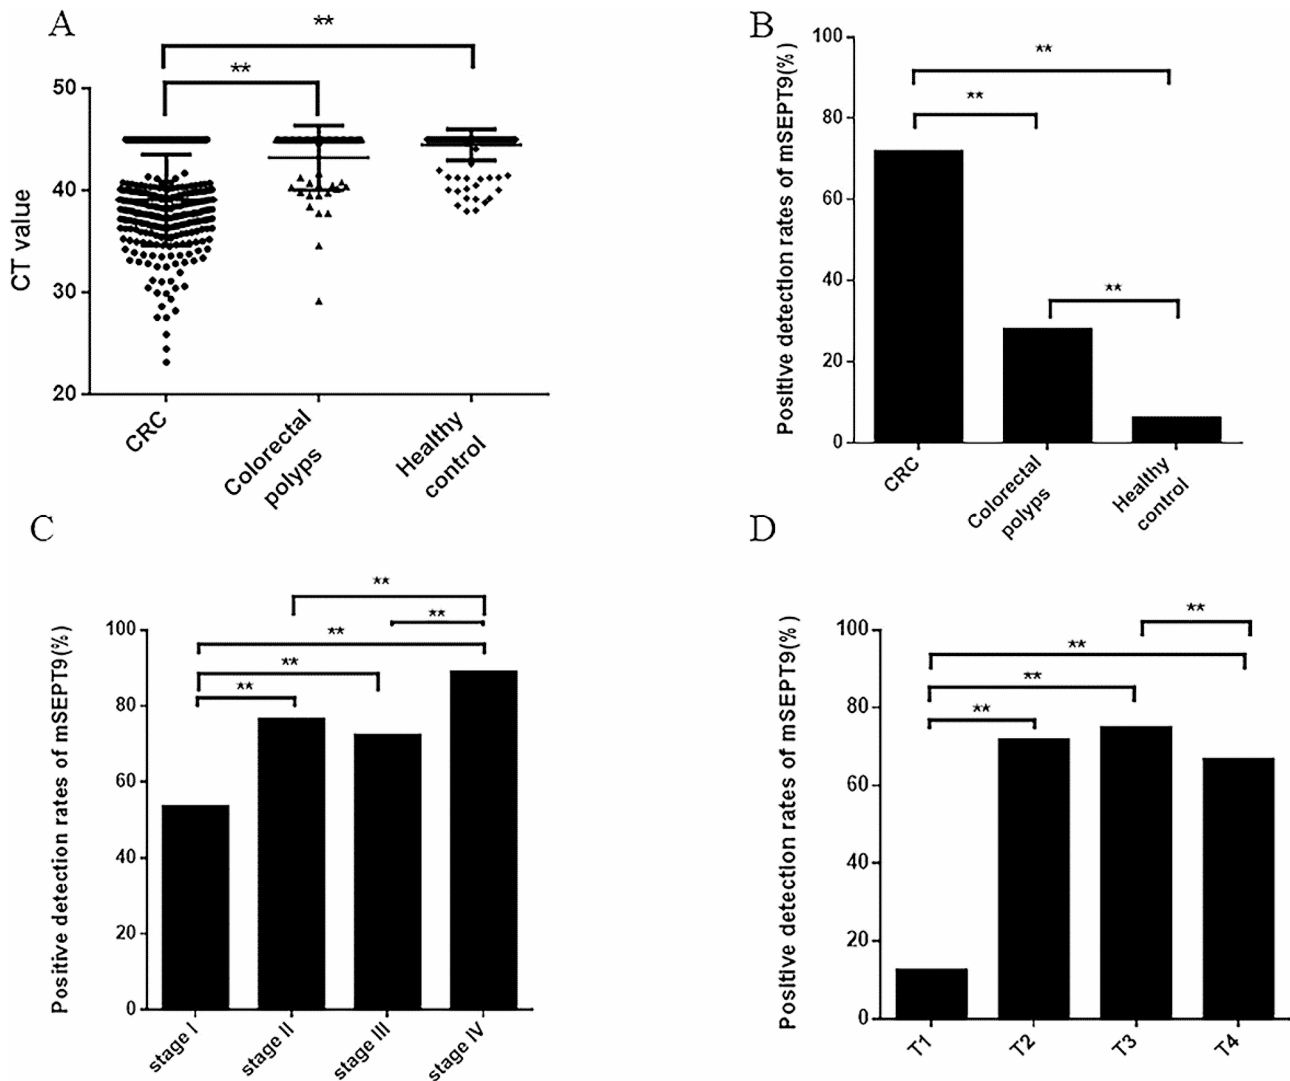 A
**
**
50
40
30
20
CT value
CRC
Colorectal
polyps
Healthy
control
B
**
**
**
100
80
60
40
20
0
Positive detection rates of mSEPT9(%)
CRC
Colorectal
polyps
Healthy
control
C
**
**
**
**
**
100
80
60
40
20
0
Positive detection rates of mSEPT9(%)
stage I
stage II
stage III
stage IV
D
**
**
**
**
100
80
60
40
20
0
Positive detection rates of mSEPT9(%)
T1
T2
T3
T4